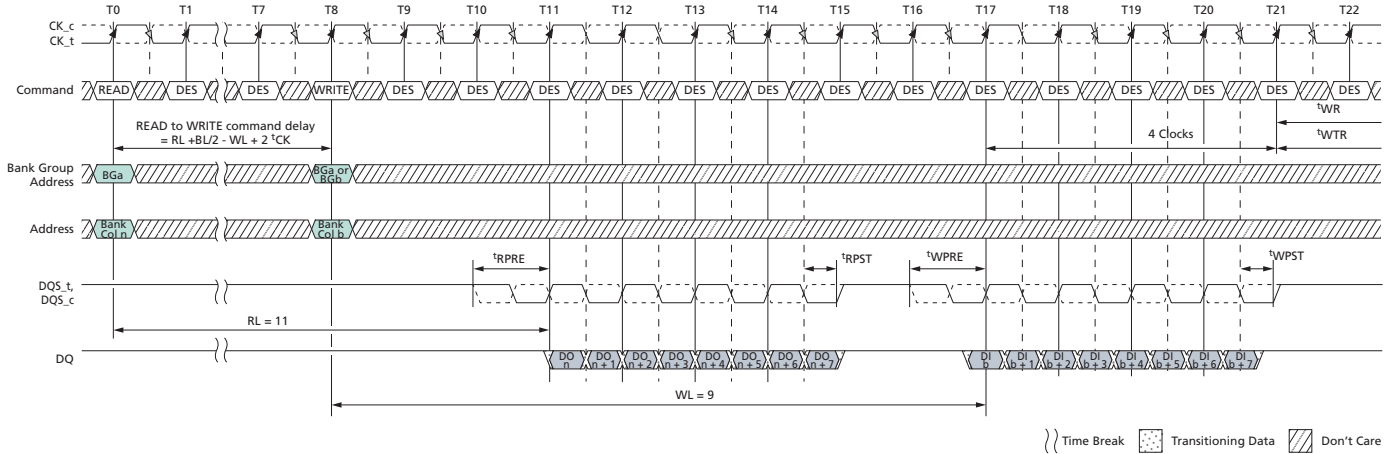 T0 T1 T7 T8 T9 T10 T11 T12 T13 T14 T15 T16 T17 T18 T19 T20 T21 T22
CK_c
CK_t
Command READ DES DES WRITE DES DES DES DES DES DES DES DES DES DES DES DES DES DES
tWR
READ to WRITE command delay
= RL +BL/2 - WL + 2 tCK
4 Clocks
tWTR
Bank Group
Address
BGa
BGa or
BGb
Address
Bank
Col n
Bank
Col b
tRPRE tRPST tWPRE tWPST
DQS_t,
DQS_c
RL = 11
DQ
DO
n
DO
n + 1
DO
n + 2
DO
n + 3
DO
n + 4
DO
n + 5
DO
n + 6
DO
n + 7
DI
b
DI
b + 1
DI
b + 2
DI
b + 3
DI
b + 4
DI
b + 5
DI
b + 6
DI
b + 7
WL = 9
Time Break Transitioning Data Don't Care